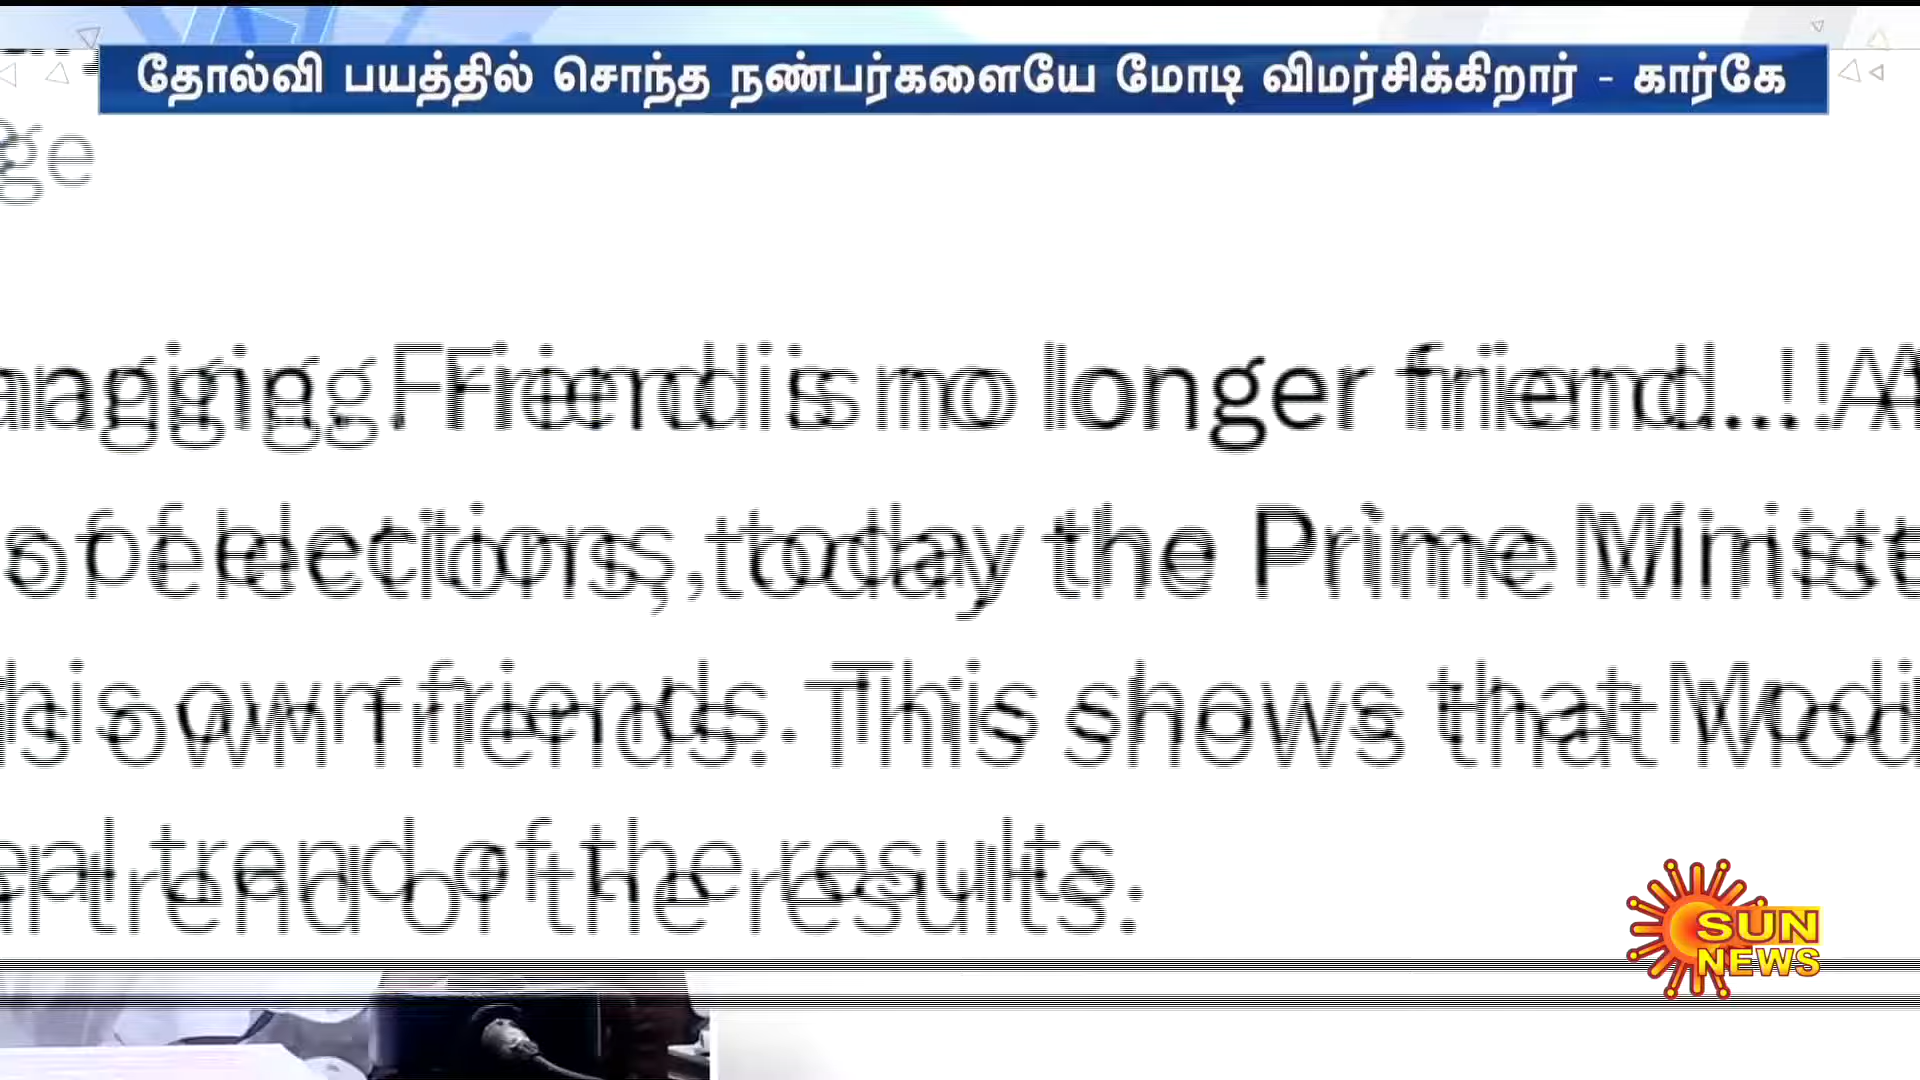 தோல்வி பயத்தில் சொந்த நண்பர்களையே மோடி விமர்சிக்கிறார் - கார்கே
ge
Friend is no longer friend...!
of elections, today the Prime
his own friends. This shows that Modi
trend of the results.
SUN
NEWS